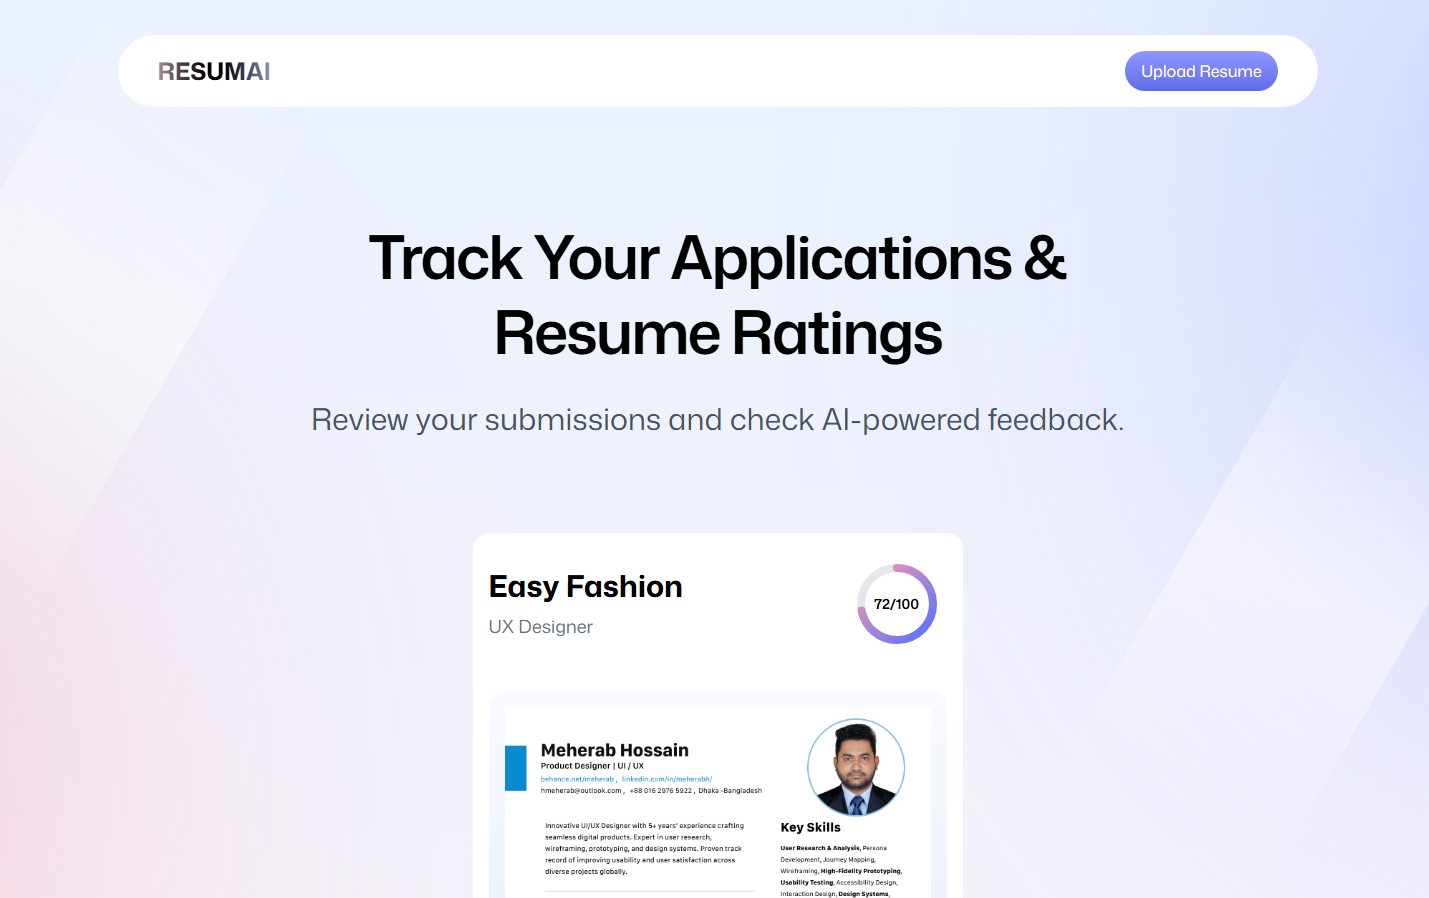 RESUMAI
Upload Resume
Track Your Applications &
Resume Ratings
Review your submissions and check AI-powered feedback.
Easy Fashion
UX Designer
72/100
Meherab Hossain
Product Designer | UI / UX
behance.net/meherab , linkedin.com/in/meherabh/
hmeherab@outlook.com , +88 016 2976 5922 , Dhaka -Bangladesh
Innovative UI/UX Designer with 5+ years' experience crafting
seamless digital products. Expert in user research,
wireframing, prototyping, and design systems. Proven track
record of improving usability and user satisfaction across
diverse projects globally.
Key Skills
User Research & Analysis, Persona
Development, Journey Mapping,
Wireframing, High-Fidelity Prototyping,
Usability Testing, Accessibility Design,
Interaction Design, Design Systems,